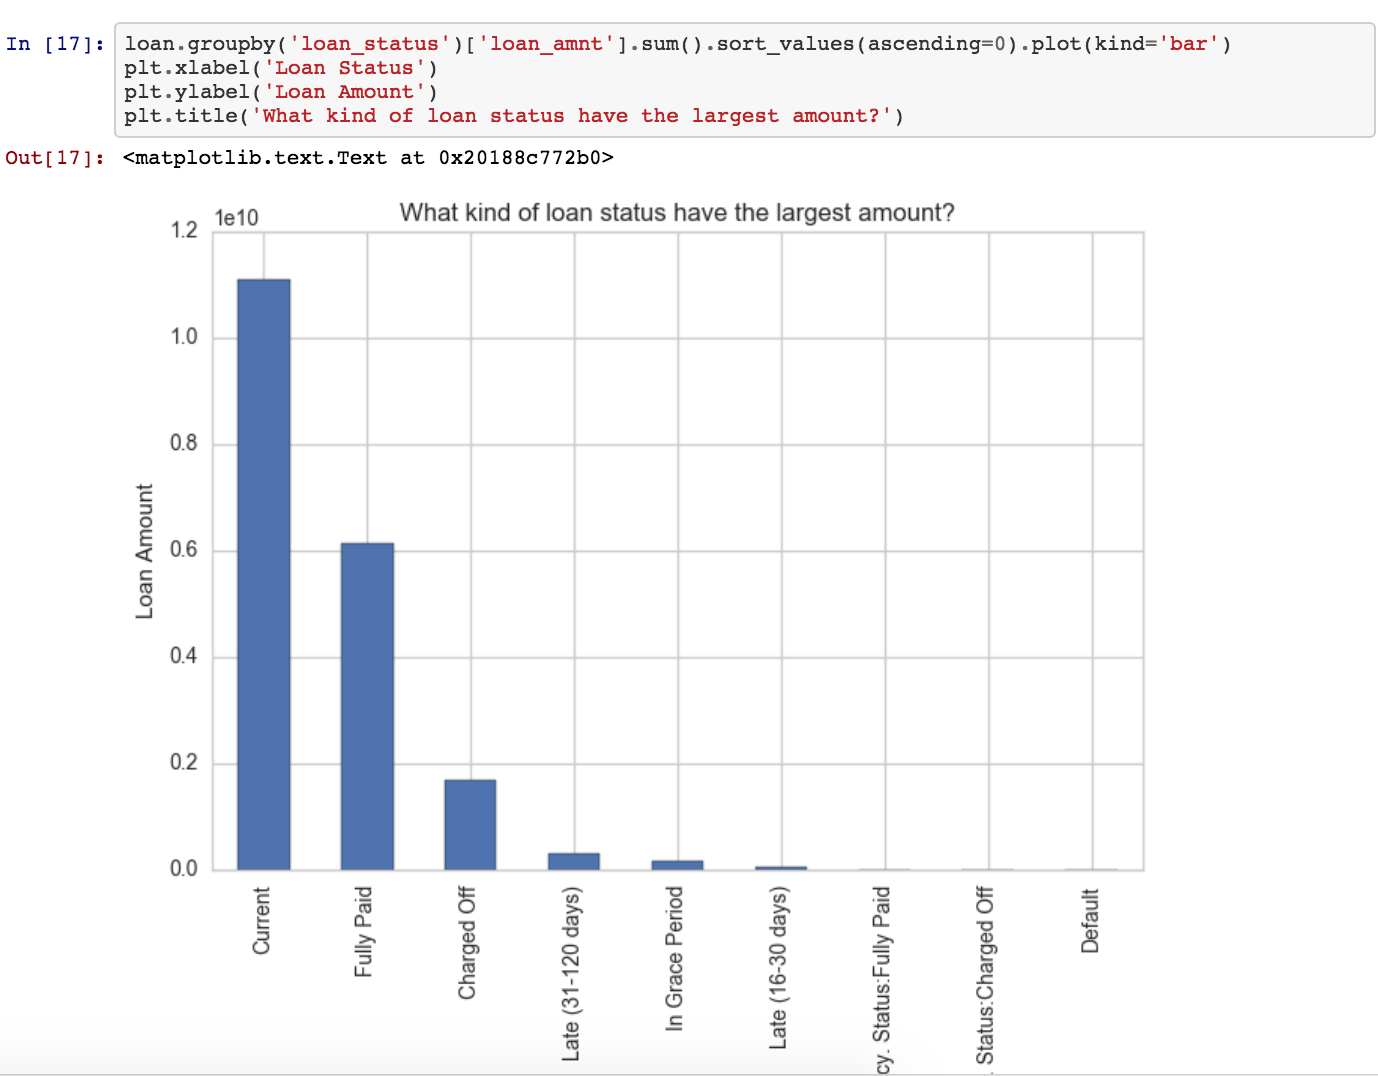 In [17]: loan.groupby('loan_status')['loan_amnt'].sum().sort_values(ascending=0).plot(kind='bar')
plt.xlabel('Loan Status')
plt.ylabel('Loan Amount')
plt.title('What kind of loan status have the largest amount?')
Out[17]: <matplotlib.text.Text at 0x20188c772b0>
What kind of loan status have the largest amount?
1e10
1.2
1.0
0.8
0.6
0.4
0.2
0.0
Loan Amount
Current
Fully Paid
Charged Off
Late (31-120 days)
In Grace Period
Late (16-30 days)
cy. Status:Fully Paid
. Status:Charged Off
Default